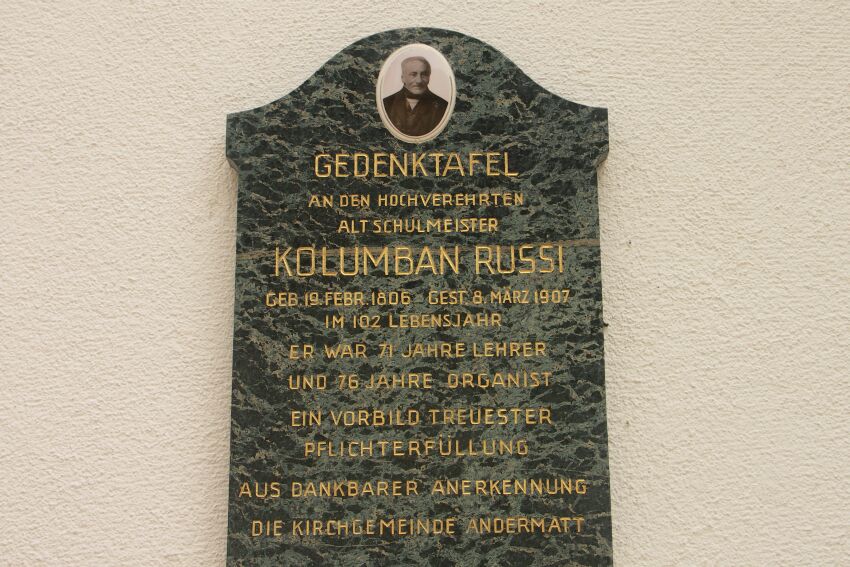 GEDENKTAFEL
AN DEN HOCHVEREHRTEN
ALT SCHULMEISTER
KOLUMBAN RUSSI
GEB. 19. FEBR. 1806 GEST. 8. MÄRZ 1907
IM 102 LEBENSJAHR
ER WAR 71 JAHRE LEHRER
UND 76 JAHRE ORGANIST
EIN VORBILD TREUESTER
PFLICHTERFÜLLUNG
AUS DANKBARER ANERKENNUNG
DIE KIRCHGEMEINDE ANDERMATT